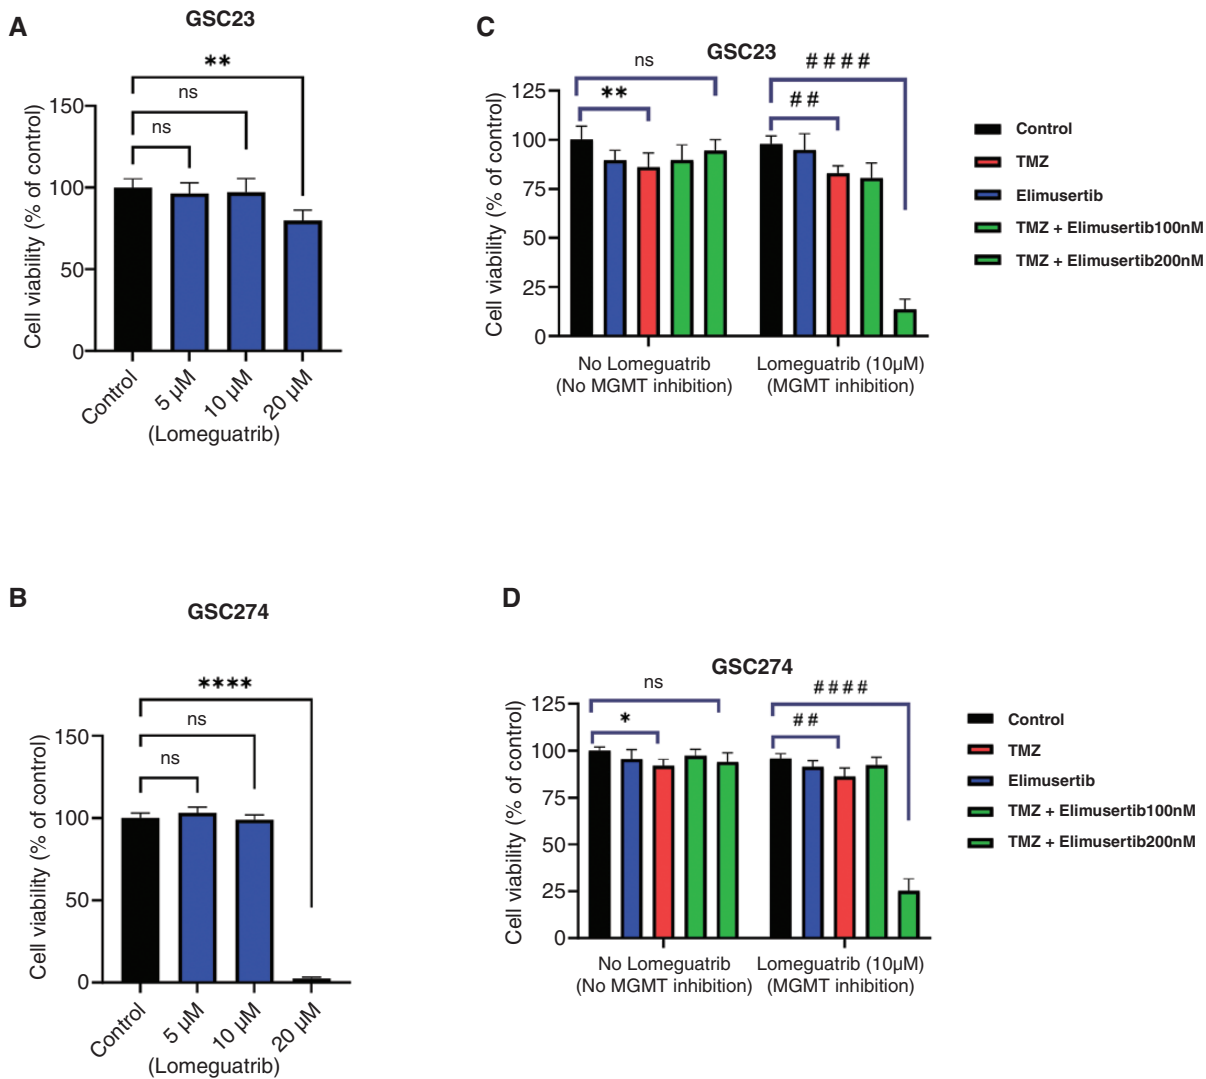 A
GSC23
**
ns
ns
Cell viability (% of control)
150
100
50
0
Control
5 µM
10 µM
20 µM
(Lomeguatrib)
C
GSC23
ns
**
####
##
Cell viability (% of control)
125
100
75
50
25
0
No Lomeguatrib
(No MGMT inhibition)
Lomeguatrib (10µM)
(MGMT inhibition)
Control
TMZ
Elimusertib
TMZ + Elimusertib100nM
TMZ + Elimusertib200nM
B
GSC274
****
ns
ns
Cell viability (% of control)
150
100
50
0
Control
5 µM
10 µM
20 µM
(Lomeguatrib)
D
GSC274
ns
*
####
##
Cell viability (% of control)
125
100
75
50
25
0
No Lomeguatrib
(No MGMT inhibition)
Lomeguatrib (10µM)
(MGMT inhibition)
Control
TMZ
Elimusertib
TMZ + Elimusertib100nM
TMZ + Elimusertib200nM